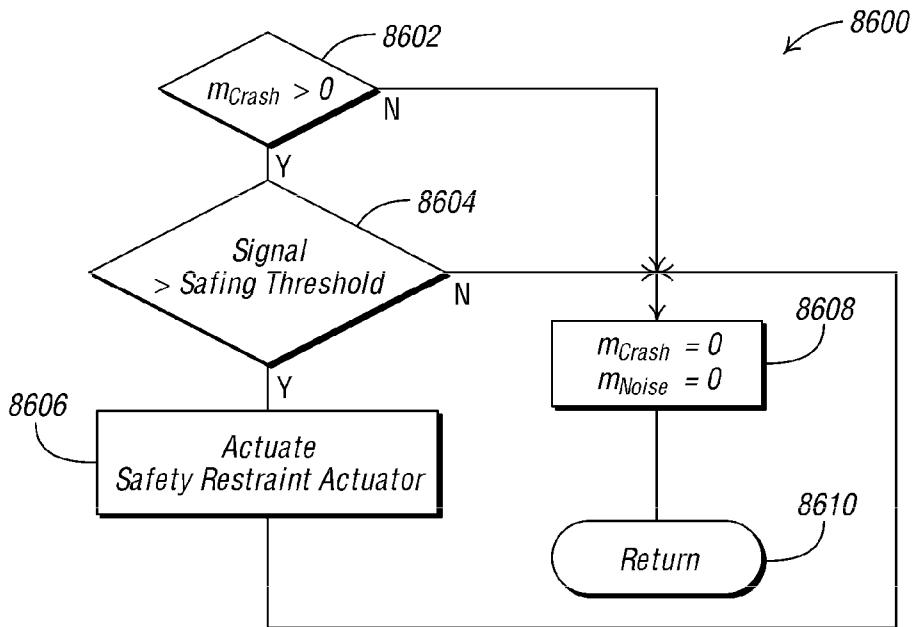 8600
8602
m_Crash > 0
N
Y
8604
Signal
> Safing Threshold
N
Y
8606
Actuate
Safety Restraint Actuator
8608
m_Crash = 0
m_Noise = 0
8610
Return